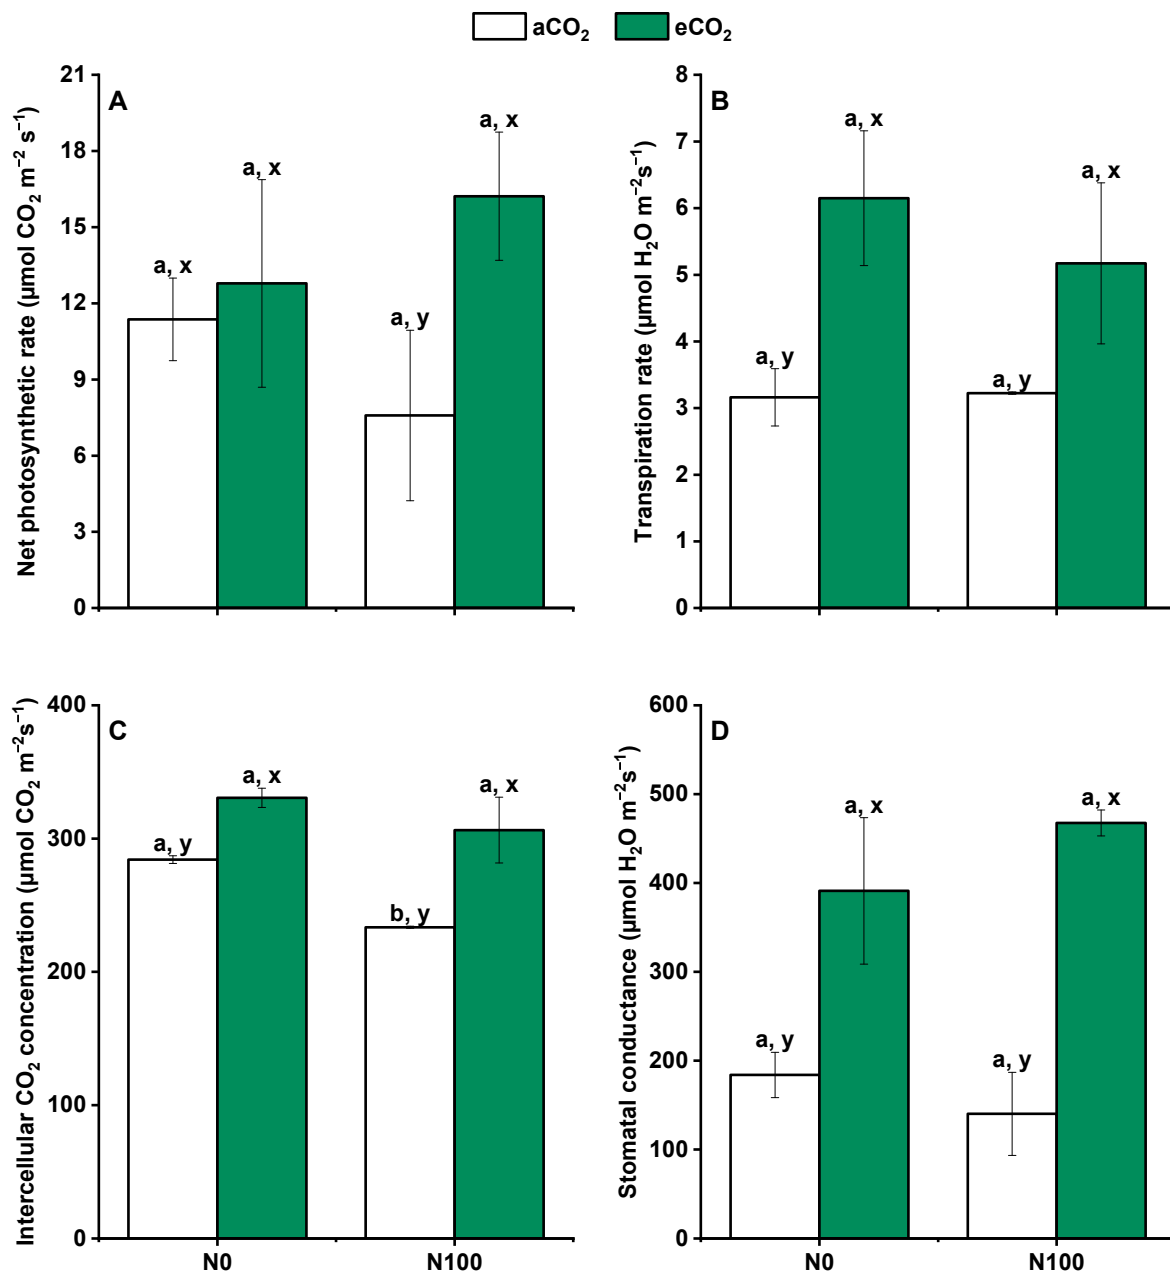 aCO₂ eCO₂
A
Net photosynthetic rate (µmol CO₂ m⁻² s⁻¹)
21
18
15
12
9
6
3
0
a, x
a, x
a, y
a, x
B
Transpiration rate (µmol H₂O m⁻²s⁻¹)
8
7
6
5
4
3
2
1
0
a, y
a, x
a, y
a, x
C
Intercellular CO₂ concentration (µmol CO₂ m⁻²s⁻¹)
400
300
200
100
0
a, y
a, x
b, y
a, x
N0 N100
D
Stomatal conductance (µmol H₂O m⁻²s⁻¹)
600
500
400
300
200
100
0
a, y
a, x
a, y
a, x
N0 N100